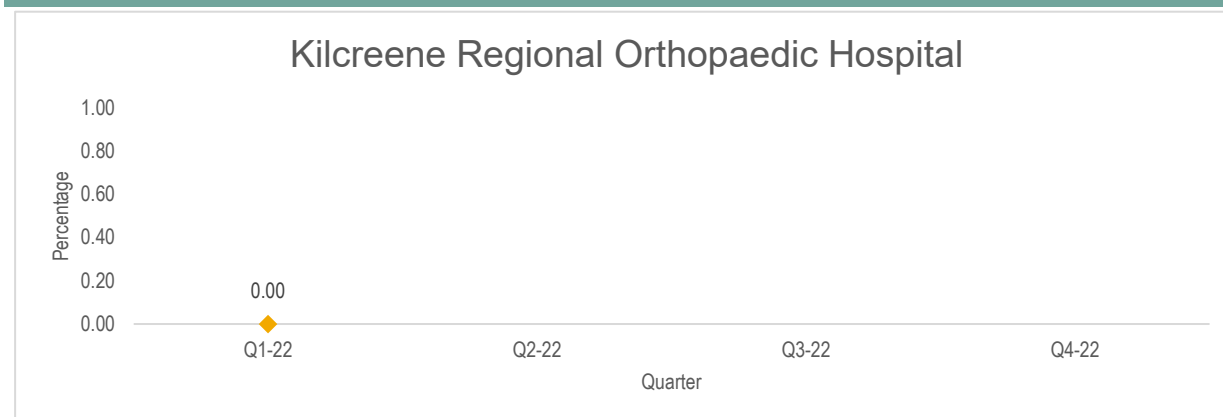 Kilcreene Regional Orthopaedic Hospital
1.00
0.80
0.60
0.40
0.20
0.00
Percentage
0.00
Q1-22 Q2-22 Q3-22 Q4-22
Quarter